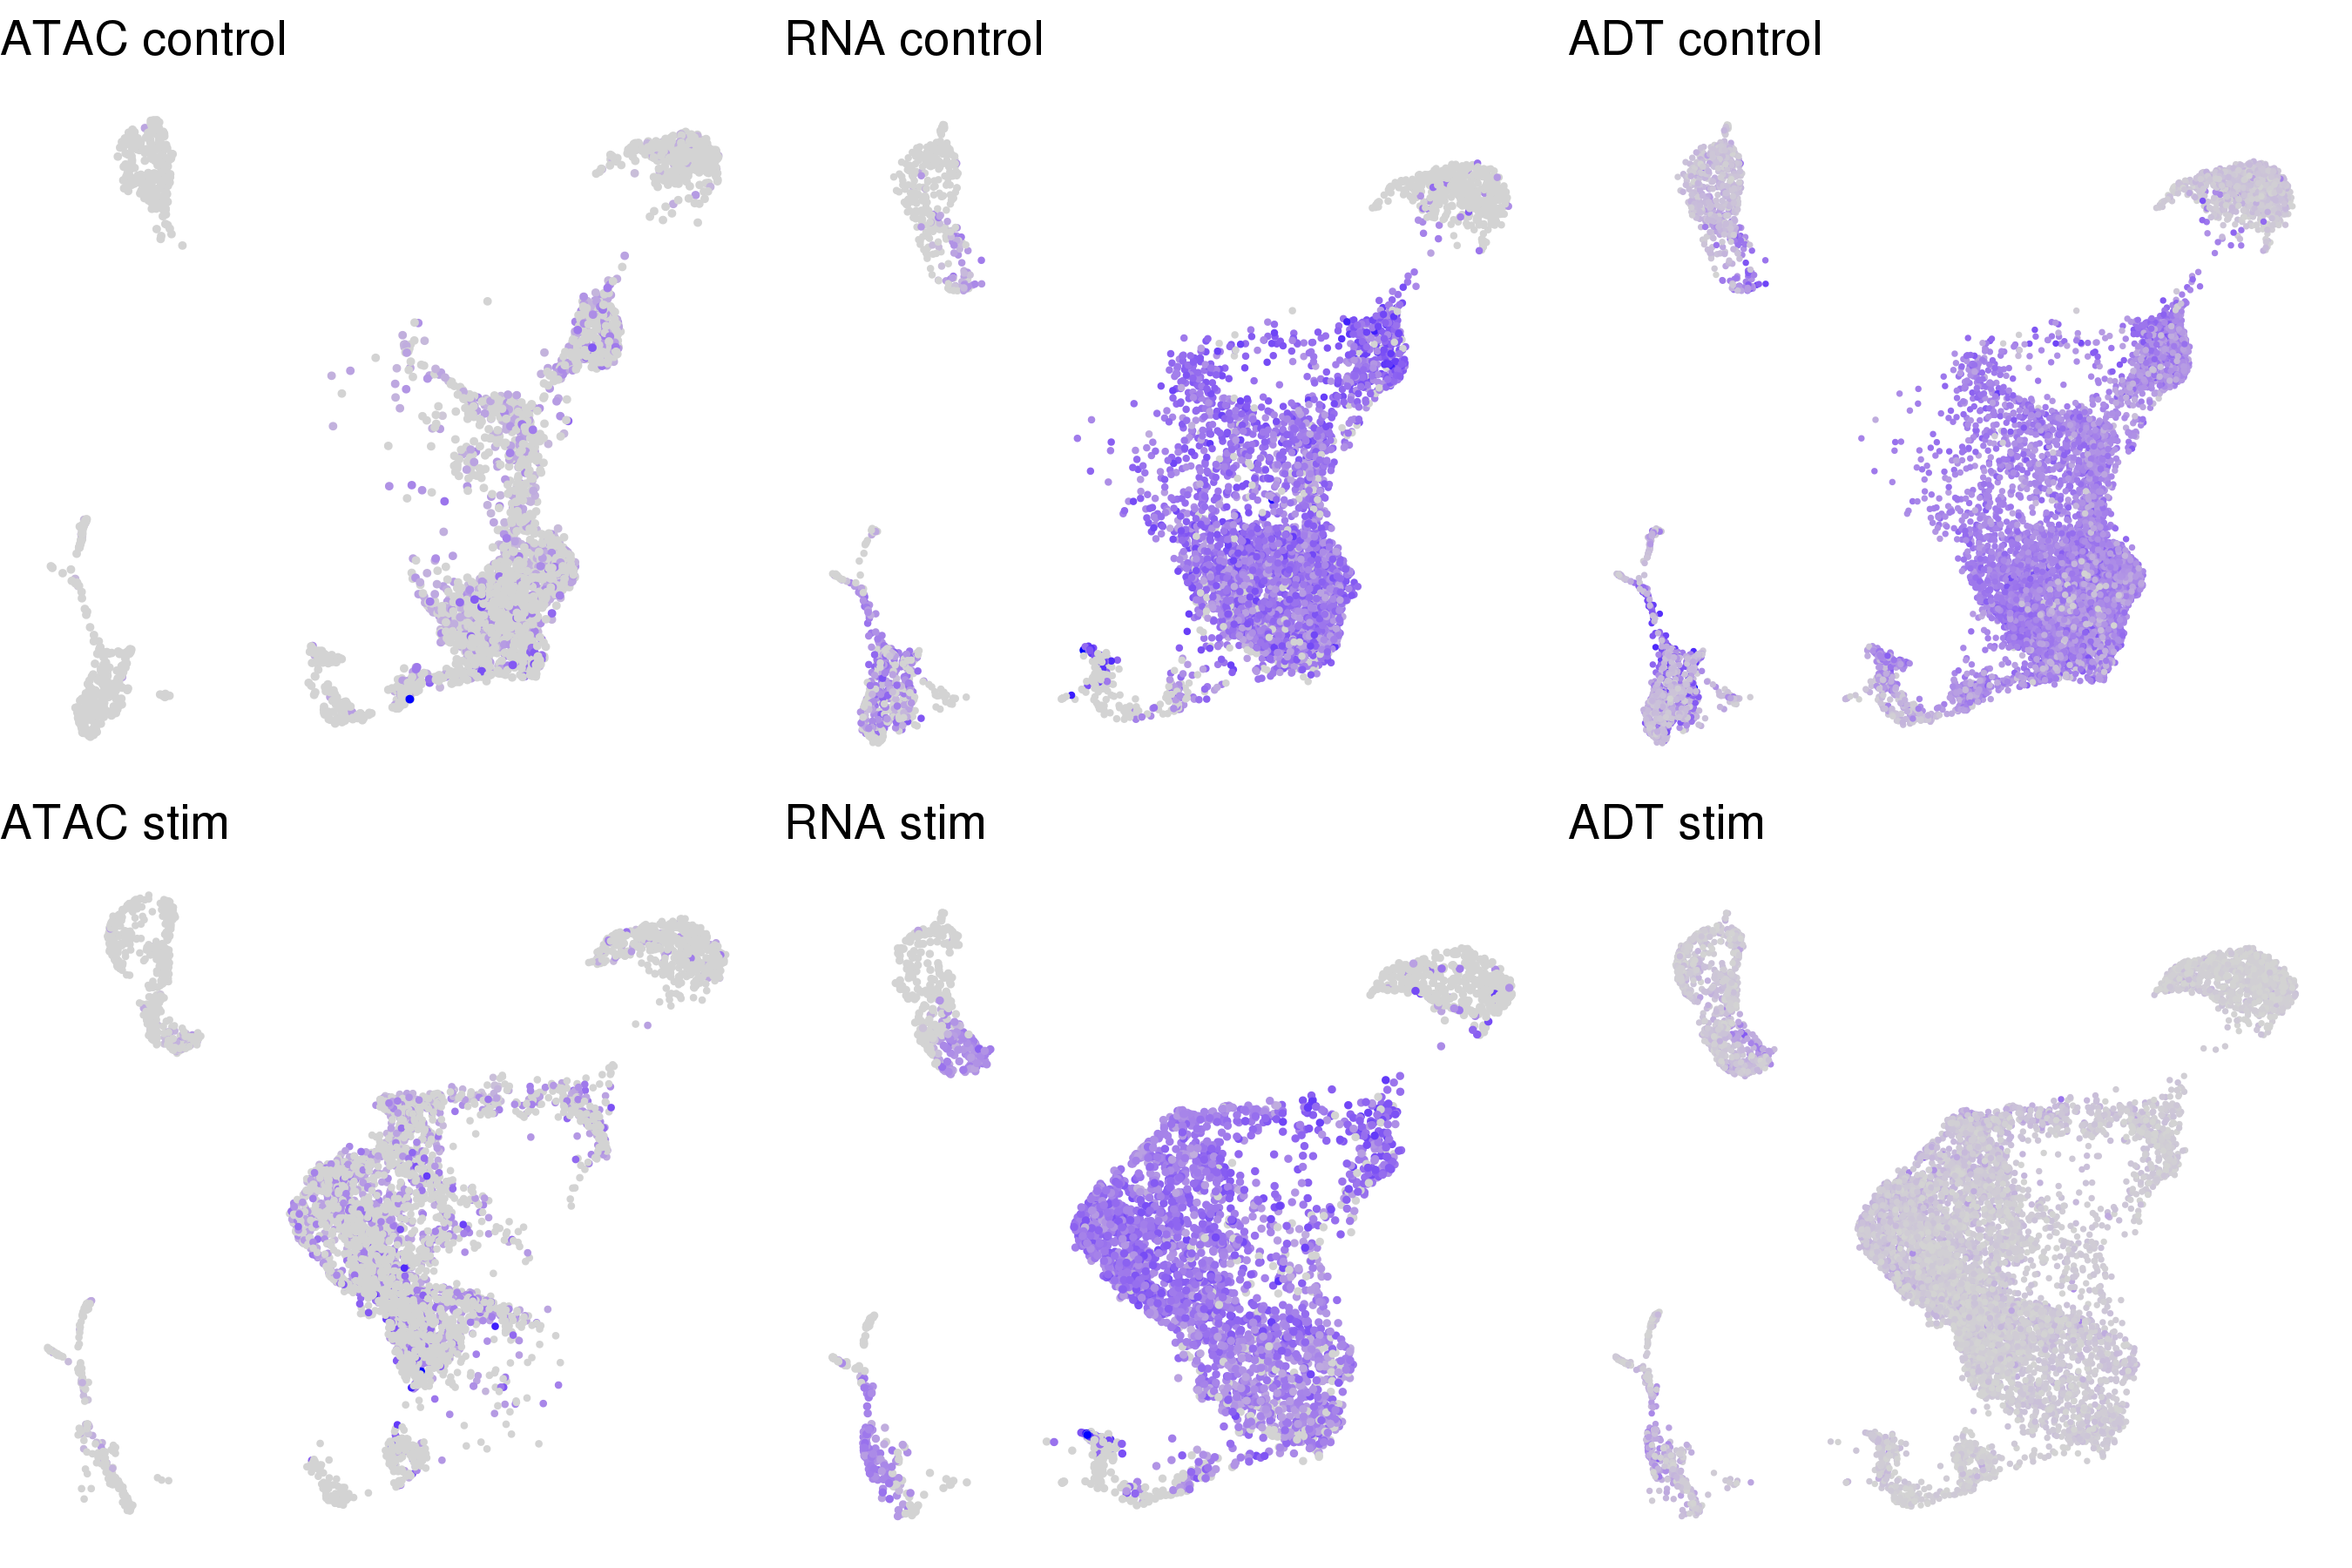 ATAC control
RNA control
ADT control
ATAC stim
RNA stim
ADT stim